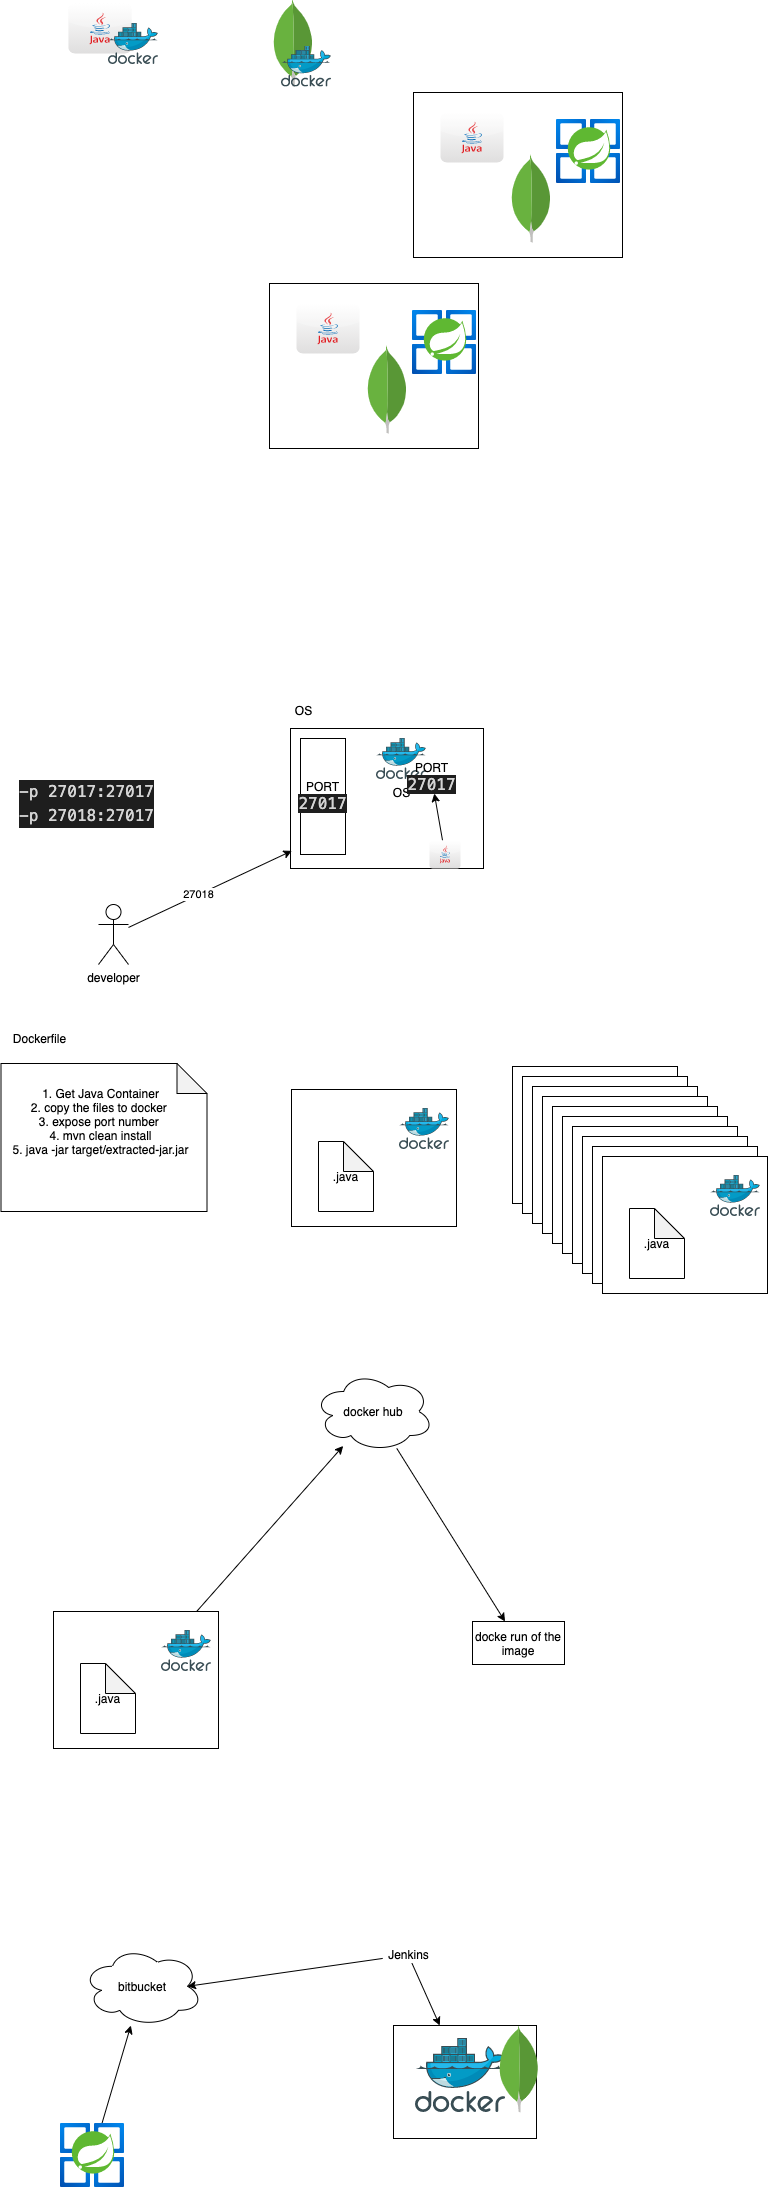 Java
docker
docker
Java
Java
OS
PORT
27017
PORT
27017
OS
docker
Java
-p 27017:27017
-p 27018:27017
27018
developer
Dockerfile
1. Get Java Container
2. copy the files to docker
3. expose port number
4. mvn clean install
5. java -jar target/extracted-jar.jar
docker
.java
docker
.java
docker hub
docker
.java
docke run of the
image
Jenkins
bitbucket
docker